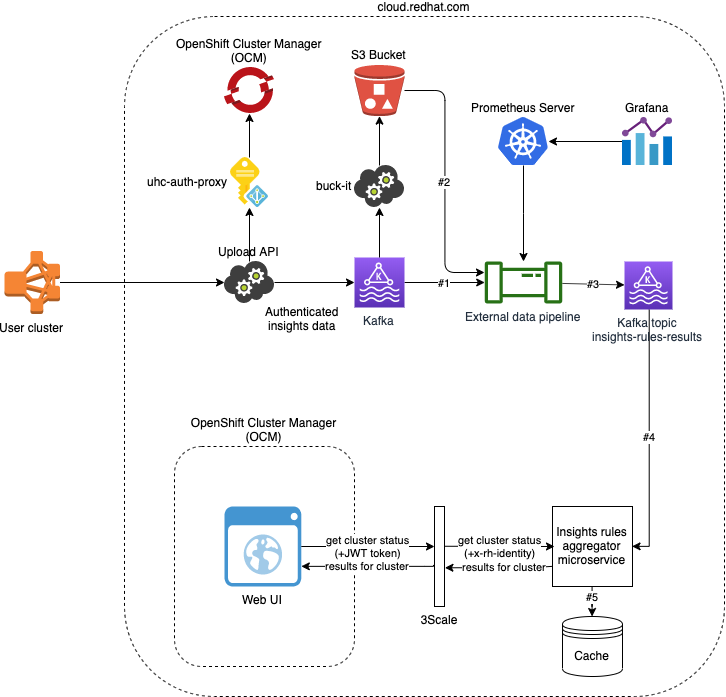 cloud.redhat.com
OpenShift Cluster Manager
(OCM)
S3 Bucket
Prometheus Server
Grafana
uhc-auth-proxy
buck-it
#2
Upload API
User cluster
Authenticated
insights data
Kafka
#1
External data pipeline
#3
K
K
Kafka topic
insights-rules-results
#4
OpenShift Cluster Manager
(OCM)
Web UI
get cluster status
(+JWT token)
results for cluster
3Scale
get cluster status
(+x-rh-identity)
results for cluster
Insights rules
aggregator
microservice
#5
Cache